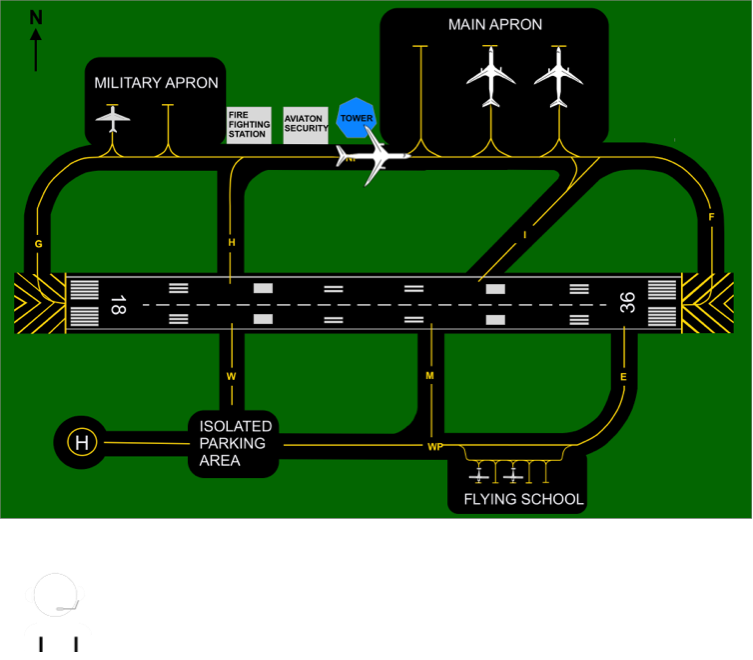 N
MAIN APRON
MILITARY APRON
FIRE
FIGHTING
STATION
AVIATON
SECURITY
TOWER
G
H
I
F
18
36
W
M
E
H
ISOLATED
PARKING
AREA
WP
FLYING SCHOOL